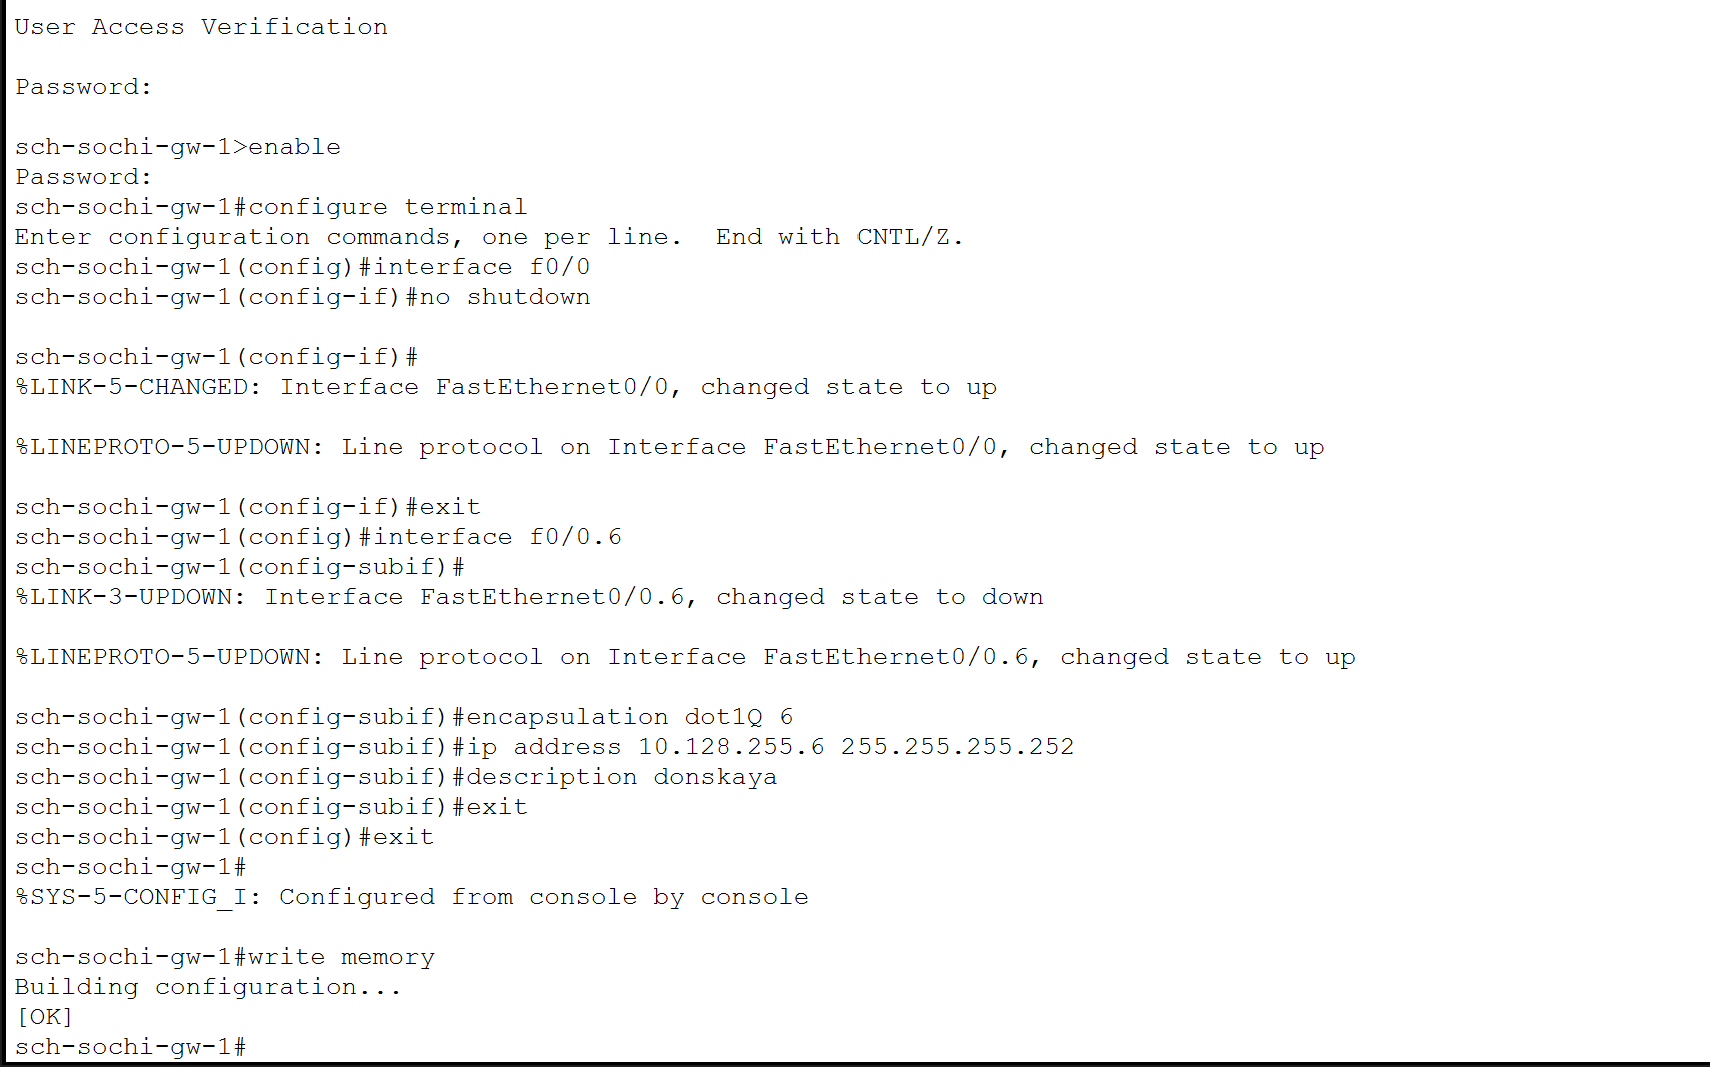 User Access Verification
Password:
sch-sochi-gw-1>enable
Password:
sch-sochi-gw-1#configure terminal
Enter configuration commands, one per line.  End with CNTL/Z.
sch-sochi-gw-1(config)#interface f0/0
sch-sochi-gw-1(config-if)#no shutdown
sch-sochi-gw-1(config-if)#
%LINK-5-CHANGED: Interface FastEthernet0/0, changed state to up
%LINEPROTO-5-UPDOWN: Line protocol on Interface FastEthernet0/0, changed state to up
sch-sochi-gw-1(config-if)#exit
sch-sochi-gw-1(config)#interface f0/0.6
sch-sochi-gw-1(config-subif)#
%LINK-3-UPDOWN: Interface FastEthernet0/0.6, changed state to down
%LINEPROTO-5-UPDOWN: Line protocol on Interface FastEthernet0/0.6, changed state to up
sch-sochi-gw-1(config-subif)#encapsulation dot1Q 6
sch-sochi-gw-1(config-subif)#ip address 10.128.255.6 255.255.255.252
sch-sochi-gw-1(config-subif)#description donskaya
sch-sochi-gw-1(config-subif)#exit
sch-sochi-gw-1(config)#exit
sch-sochi-gw-1#
%SYS-5-CONFIG_I: Configured from console by console
sch-sochi-gw-1#write memory
Building configuration...
[OK]
sch-sochi-gw-1#